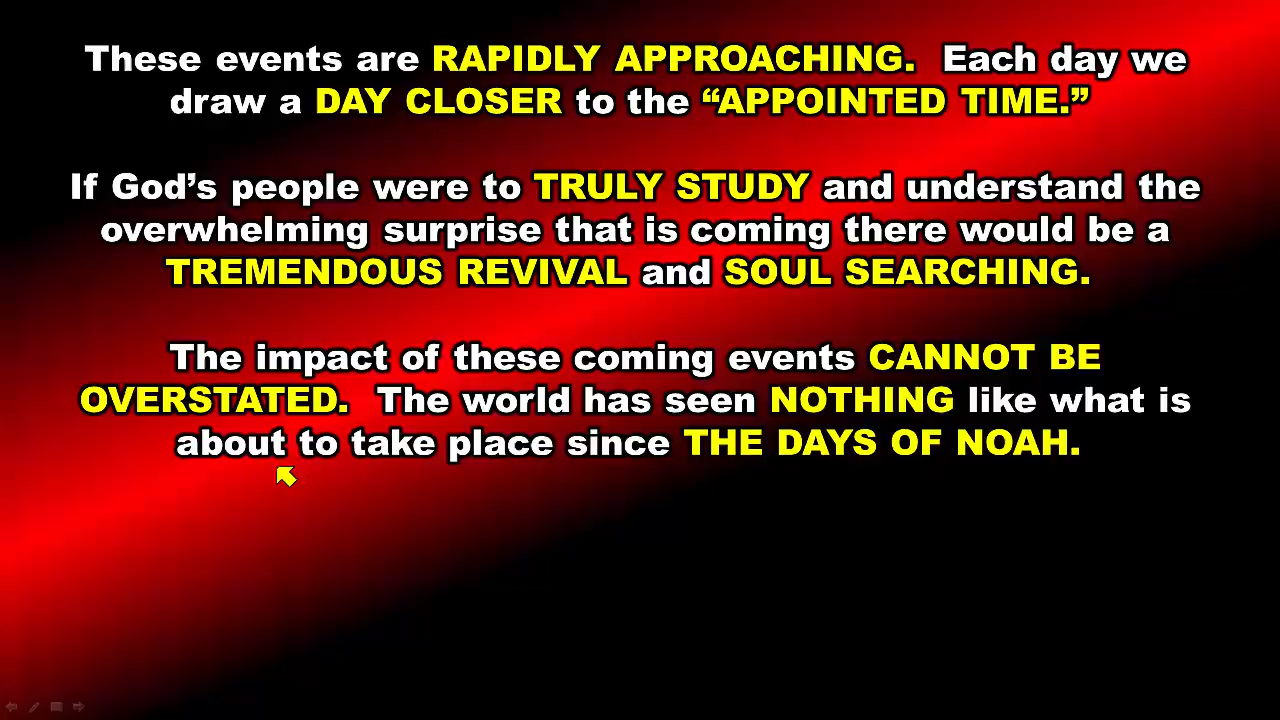 These events are RAPIDLY APPROACHING.  Each day we
draw a DAY CLOSER to the “APPOINTED TIME.”
If God’s people were to TRULY STUDY and understand the
overwhelming surprise that is coming there would be a
TREMENDOUS REVIVAL and SOUL SEARCHING.
The impact of these coming events CANNOT BE
OVERSTATED.  The world has seen NOTHING like what is
about to take place since THE DAYS OF NOAH.